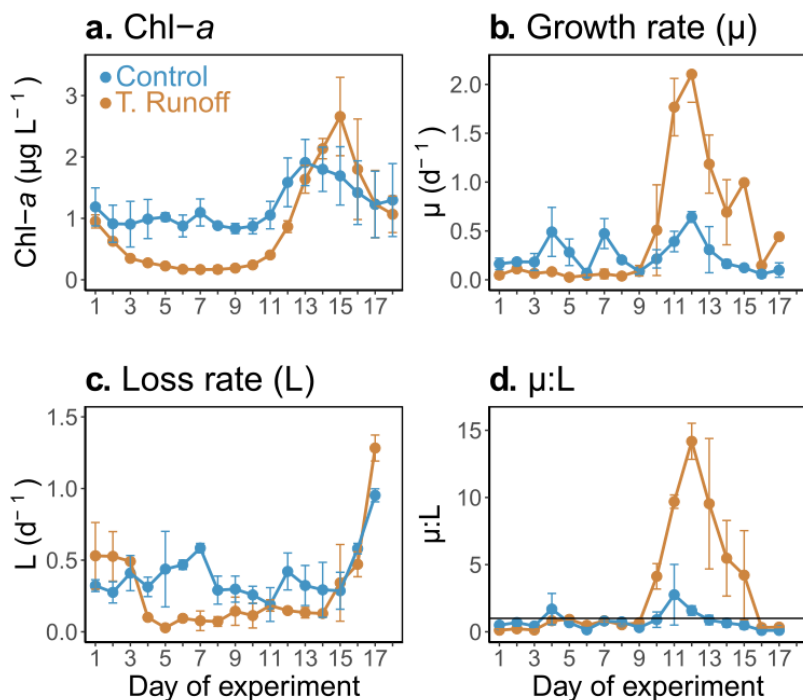 a. Chl−a
Chl−a (µg L⁻¹)
3
2
1
0
Control
T. Runoff
1 3 5 7 9 11 13 15 17
b. Growth rate (µ)
µ (d⁻¹)
2.0
1.5
1.0
0.5
0.0
1 3 5 7 9 11 13 15 17
c. Loss rate (L)
L (d⁻¹)
1.5
1.0
0.5
0.0
1 3 5 7 9 11 13 15 17
Day of experiment
d. µ:L
µ:L
15
10
5
0
1 3 5 7 9 11 13 15 17
Day of experiment